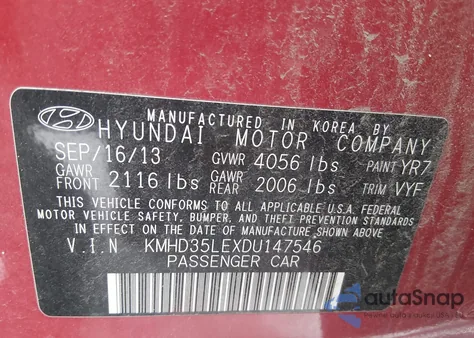 MANUFACTURED IN KOREA BY
HYUNDAI MOTOR COMPANY
SEP/16/13 GVWR 4056 lbs PAINT YR7
GAWR FRONT 2116 lbs GAWR REAR 2006 lbs TRIM VYF
THIS VEHICLE CONFORMS TO ALL APPLICABLE U.S.A FEDERAL
MOTOR VEHICLE SAFETY, BUMPER, AND THEFT PREVENTION STANDARDS
IN EFFECT ON THE DATE OF MANUFACTURE SHOWN ABOVE.
V.I.N KMHD35LEXDU147546
PASSENGER CAR
autoSnap